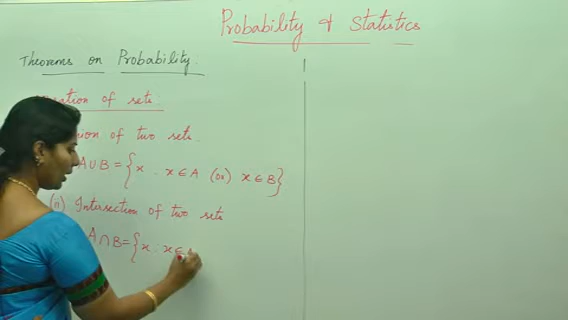 Probability & Statistics
Theorems on Probability.
of sets
of two sets.
A∪B = {x . x ∈ A (or) x ∈ B}
(ii) Intersection of two sets
A ∩ B = {x . x ∈